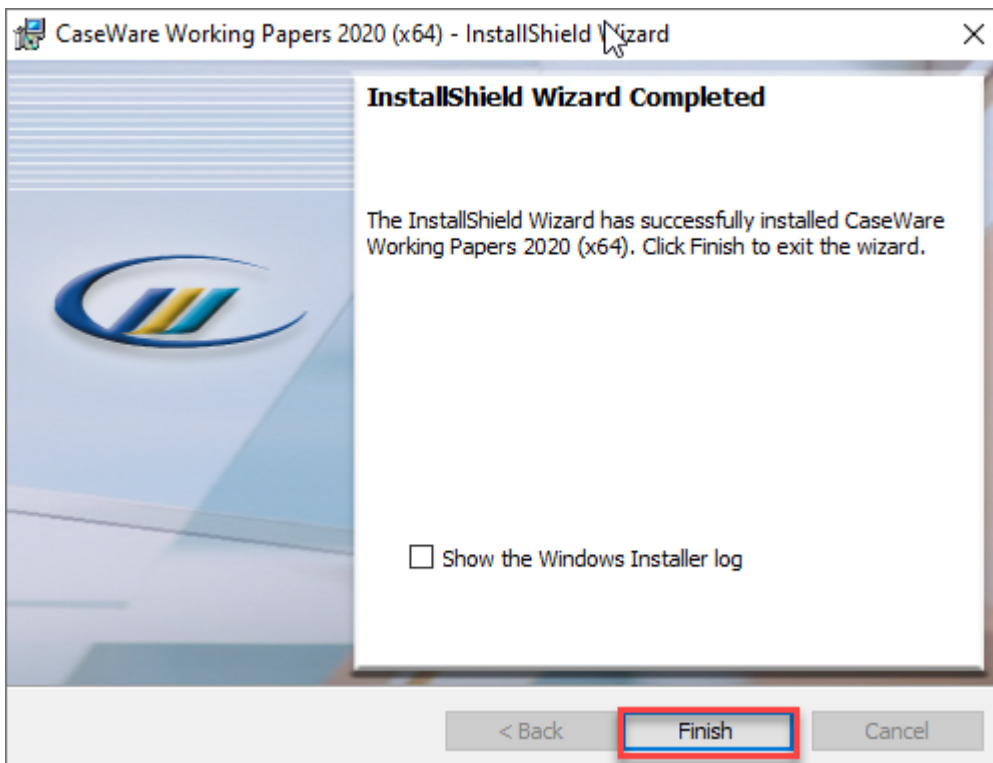 CaseWare Working Papers 2020 (x64) - InstallShield Wizard
InstallShield Wizard Completed
The InstallShield Wizard has successfully installed CaseWare
Working Papers 2020 (x64). Click Finish to exit the wizard.
Show the Windows Installer log
< Back Finish Cancel